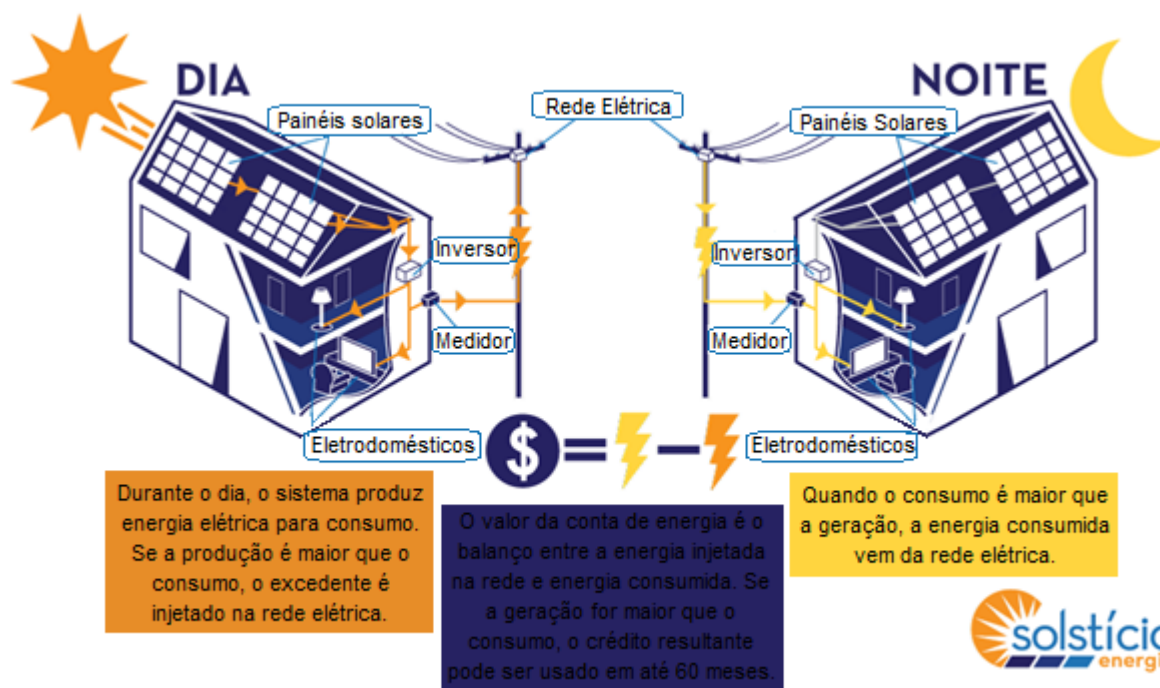 DIA
NOITE
Painéis solares
Rede Elétrica
Painéis Solares
Inversor
Inversor
Medidor
Medidor
Eletrodomésticos
$ = -
Eletrodomésticos
Durante o dia, o sistema produz
energia elétrica para consumo.
Se a produção é maior que o
consumo, o excedente é
injetado na rede elétrica.
O valor da conta de energia é o
balanço entre a energia injetada
na rede e energia consumida. Se
a geração for maior que o
consumo, o crédito resultante
pode ser usado em até 60 meses.
Quando o consumo é maior que
a geração, a energia consumida
vem da rede elétrica.
solstício
energi